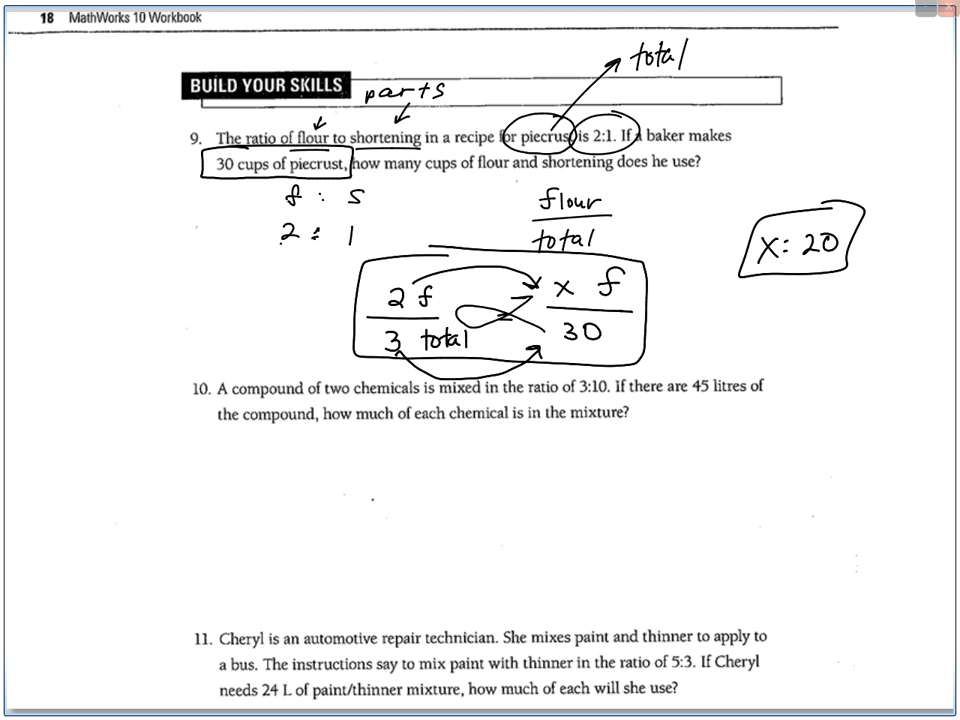 18 MathWorks 10 Workbook
total
BUILD YOUR SKILLS
parts
9. The ratio of flour to shortening in a recipe for piecrust is 2:1. If a baker makes
30 cups of piecrust, how many cups of flour and shortening does he use?
f : s
flour
2 : 1
total
x: 20
2 f
x f
3 total
30
10. A compound of two chemicals is mixed in the ratio of 3:10. If there are 45 litres of
the compound, how much of each chemical is in the mixture?
11. Cheryl is an automotive repair technician. She mixes paint and thinner to apply to
a bus. The instructions say to mix paint with thinner in the ratio of 5:3. If Cheryl
needs 24 L of paint/thinner mixture, how much of each will she use?